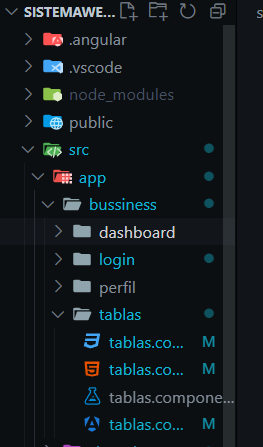 SISTEMAWE...
.angular
.vscode
node_modules
public
src
app
bussiness
dashboard
login
perfil
tablas
tablas.co... M
tablas.co... M
tablas.compone...
tablas.co... M